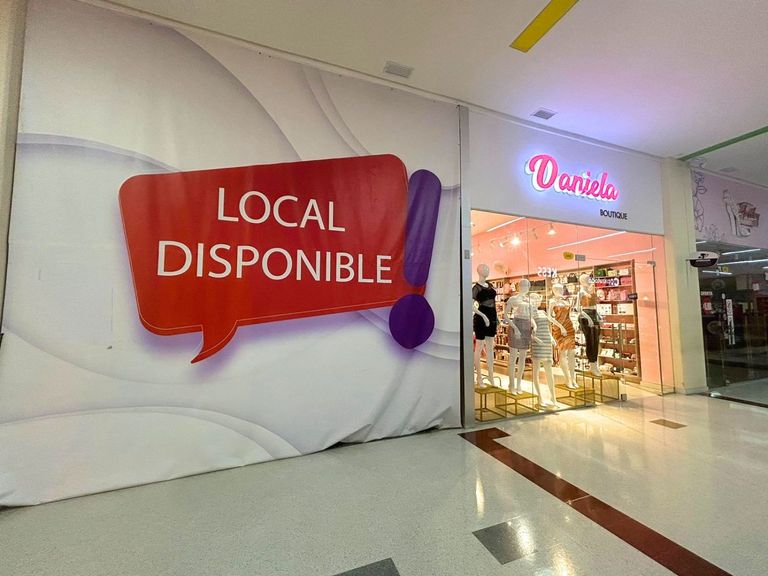 LOCAL
DISPONIBLE
Daniela
BOUTIQUE